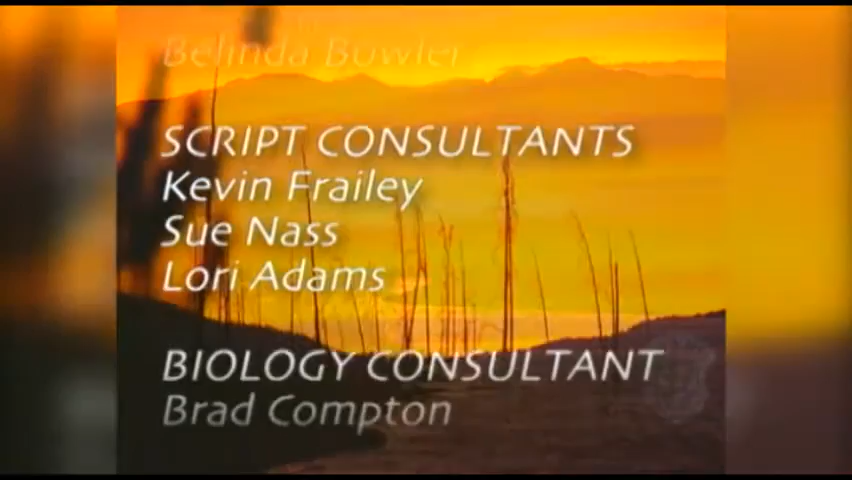 Belinda Bowler
SCRIPT CONSULTANTS
Kevin Frailey
Sue Nass
Lori Adams
BIOLOGY CONSULTANT
Brad Compton